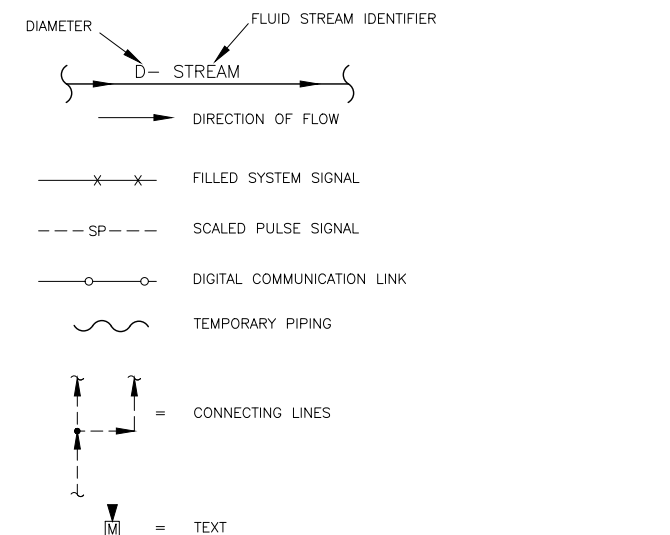 FLUID STREAM IDENTIFIER
DIAMETER
D- STREAM
DIRECTION OF FLOW
X X FILLED SYSTEM SIGNAL
SP SCALED PULSE SIGNAL
DIGITAL COMMUNICATION LINK
TEMPORARY PIPING
= CONNECTING LINES
M = TEXT